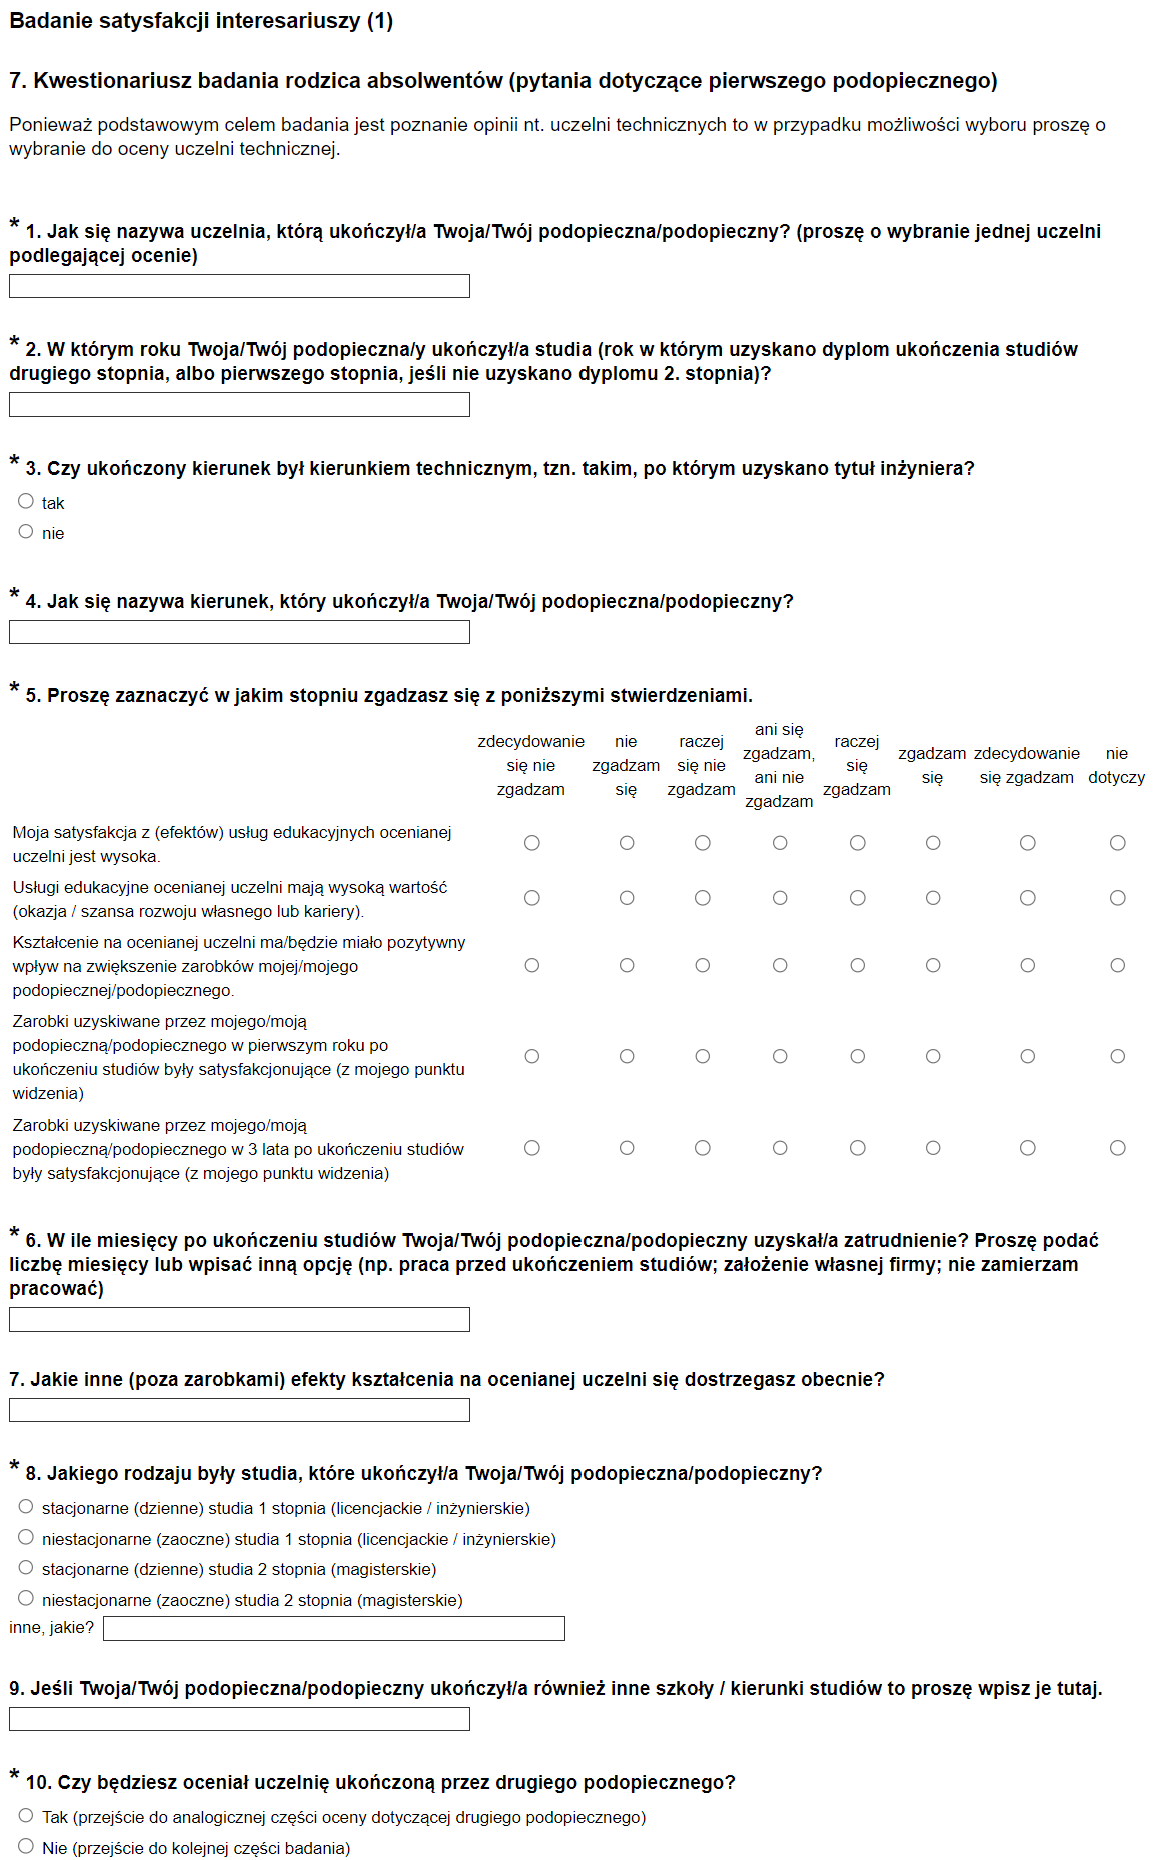 Badanie satysfakcji interesariuszy (1)
7. Kwestionariusz badania rodzica absolwentów (pytania dotyczące pierwszego podopiecznego)
Ponieważ podstawowym celem badania jest poznanie opinii nt. uczelni technicznych to w przypadku możliwości wyboru proszę o
wybranie do oceny uczelni technicznej.
* 1. Jak się nazywa uczelnia, którą ukończył/a Twoja/Twój podopieczna/podopieczny? (proszę o wybranie jednej uczelni
podlegającej ocenie)
* 2. W którym roku Twoja/Twój podopieczna/y ukończył/a studia (rok w którym uzyskano dyplom ukończenia studiów
drugiego stopnia, albo pierwszego stopnia, jeśli nie uzyskano dyplomu 2. stopnia)?
* 3. Czy ukończony kierunek był kierunkiem technicznym, tzn. takim, po którym uzyskano tytuł inżyniera?
tak
nie
* 4. Jak się nazywa kierunek, który ukończył/a Twoja/Twój podopieczna/podopieczny?
* 5. Proszę zaznaczyć w jakim stopniu zgadzasz się z poniższymi stwierdzeniami.
zdecydowanie
się nie
zgadzam
nie
zgadzam
się
raczej
się nie
zgadzam
ani się
zgadzam,
ani nie
zgadzam
raczej
się
zgadzam
zgadzam
się
zdecydowanie
się zgadzam
nie
dotyczy
Moja satysfakcja z (efektów) usług edukacyjnych ocenianej
uczelni jest wysoka.
Usługi edukacyjne ocenianej uczelni mają wysoką wartość
(okazja / szansa rozwoju własnego lub kariery).
Kształcenie na ocenianej uczelni ma/będzie miało pozytywny
wpływ na zwiększenie zarobków mojej/mojego
podopiecznej/podopiecznego.
Zarobki uzyskiwane przez mojego/moją
podopieczną/podopiecznego w pierwszym roku po
ukończeniu studiów były satysfakcjonujące (z mojego punktu
widzenia)
Zarobki uzyskiwane przez mojego/moją
podopieczną/podopiecznego w 3 lata po ukończeniu studiów
były satysfakcjonujące (z mojego punktu widzenia)
* 6. W ile miesięcy po ukończeniu studiów Twoja/Twój podopieczna/podopieczny uzyskał/a zatrudnienie? Proszę podać
liczbę miesięcy lub wpisać inną opcję (np. praca przed ukończeniem studiów; założenie własnej firmy; nie zamierzam
pracować)
7. Jakie inne (poza zarobkami) efekty kształcenia na ocenianej uczelni się dostrzegasz obecnie?
* 8. Jakiego rodzaju były studia, które ukończył/a Twoja/Twój podopieczna/podopieczny?
stacjonarne (dzienne) studia 1 stopnia (licencjackie / inżynierskie)
niestacjonarne (zaoczne) studia 1 stopnia (licencjackie / inżynierskie)
stacjonarne (dzienne) studia 2 stopnia (magisterskie)
niestacjonarne (zaoczne) studia 2 stopnia (magisterskie)
inne, jakie?
9. Jeśli Twoja/Twój podopieczna/podopieczny ukończył/a również inne szkoły / kierunki studiów to proszę wpisz je tutaj.
* 10. Czy będziesz oceniał uczelnię ukończoną przez drugiego podopiecznego?
Tak (przejście do analogicznej części oceny dotyczącej drugiego podopiecznego)
Nie (przejście do kolejnej części badania)